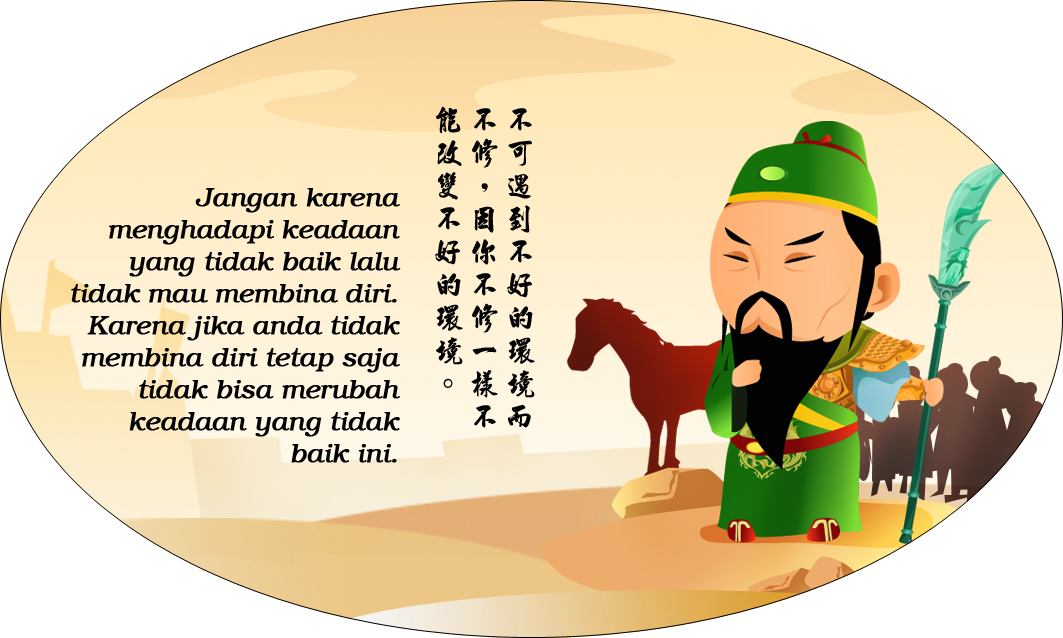 不可遇到不好的環境而
不修，因你不修一樣不
能改變不好的環境。
Jangan karena
menghadapi keadaan
yang tidak baik lalu
tidak mau membina diri.
Karena jika anda tidak
membina diri tetap saja
tidak bisa merubah
keadaan yang tidak
baik ini.